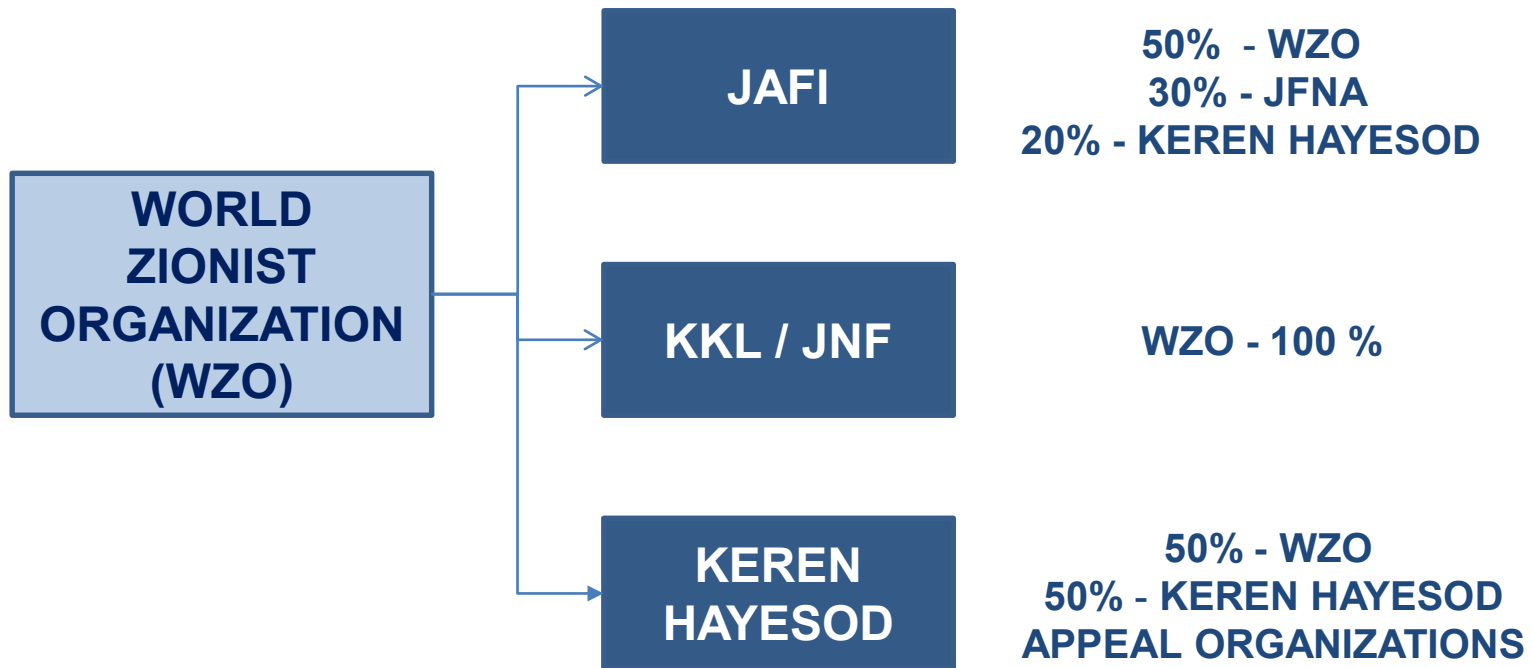 WORLD
ZIONIST
ORGANIZATION
(WZO)
JAFI
50% - WZO
30% - JFNA
20% - KEREN HAYESOD
KKL / JNF
WZO - 100 %
KEREN
HAYESOD
50% - WZO
50% - KEREN HAYESOD
APPEAL ORGANIZATIONS